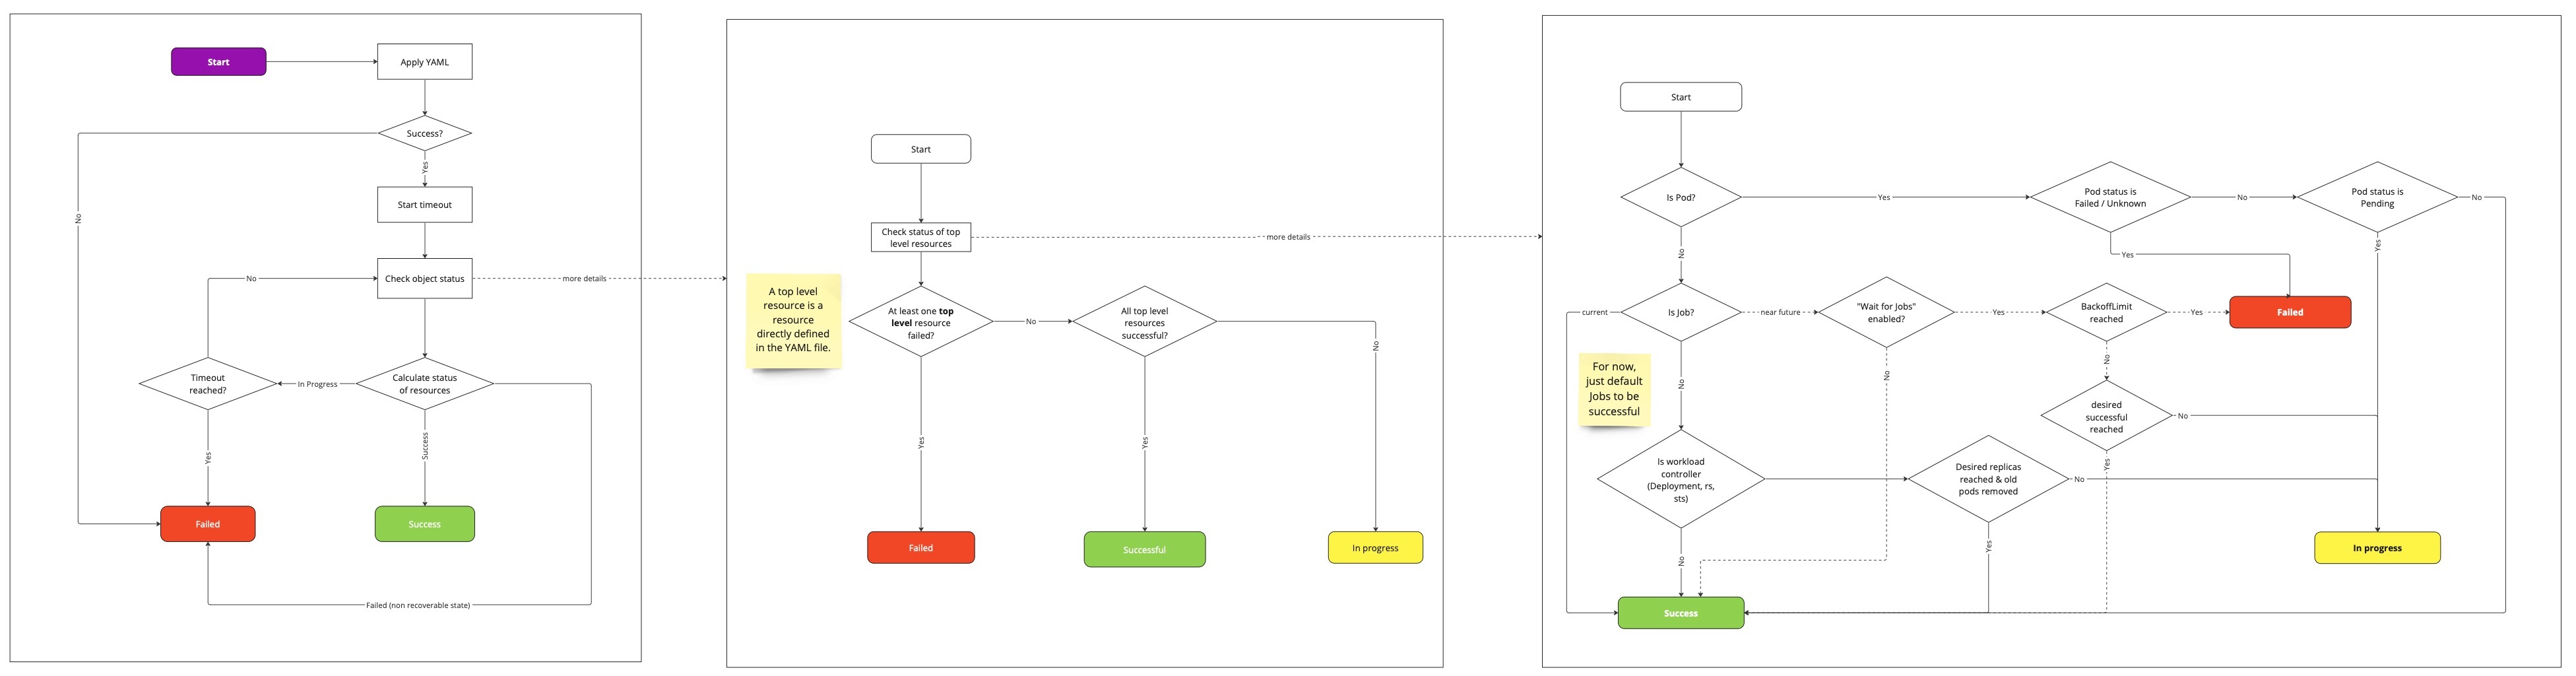 Start
Apply YAML
Success?
No
Yes
Start timeout
No
Check object status
more details
Timeout
reached?
In Progress
Calculate status
of resources
Yes
Success
Failed
Success
Failed (non recoverable state)
Start
Check status of top
level resources
more details
A top level
resource is a
resource
directly defined
in the YAML file.
At least one top
level resource
failed?
No
All top level
resources
successful?
No
Yes
Yes
Failed
Successful
In progress
Start
Is Pod?
Yes
Pod status is
Failed / Unknown
No
Pod status is
Pending
No
No
Yes
Yes
current
Is Job?
near future
"Wait for Jobs"
enabled?
Yes
BackoffLimit
reached
Yes
Failed
For now,
just default
Jobs to be
successful
No
No
No
desired
successful
reached
No
Is workload
controller
(Deployment, rs,
sts)
Desired replicas
reached & old
pods removed
No
Yes
No
Yes
In progress
Success